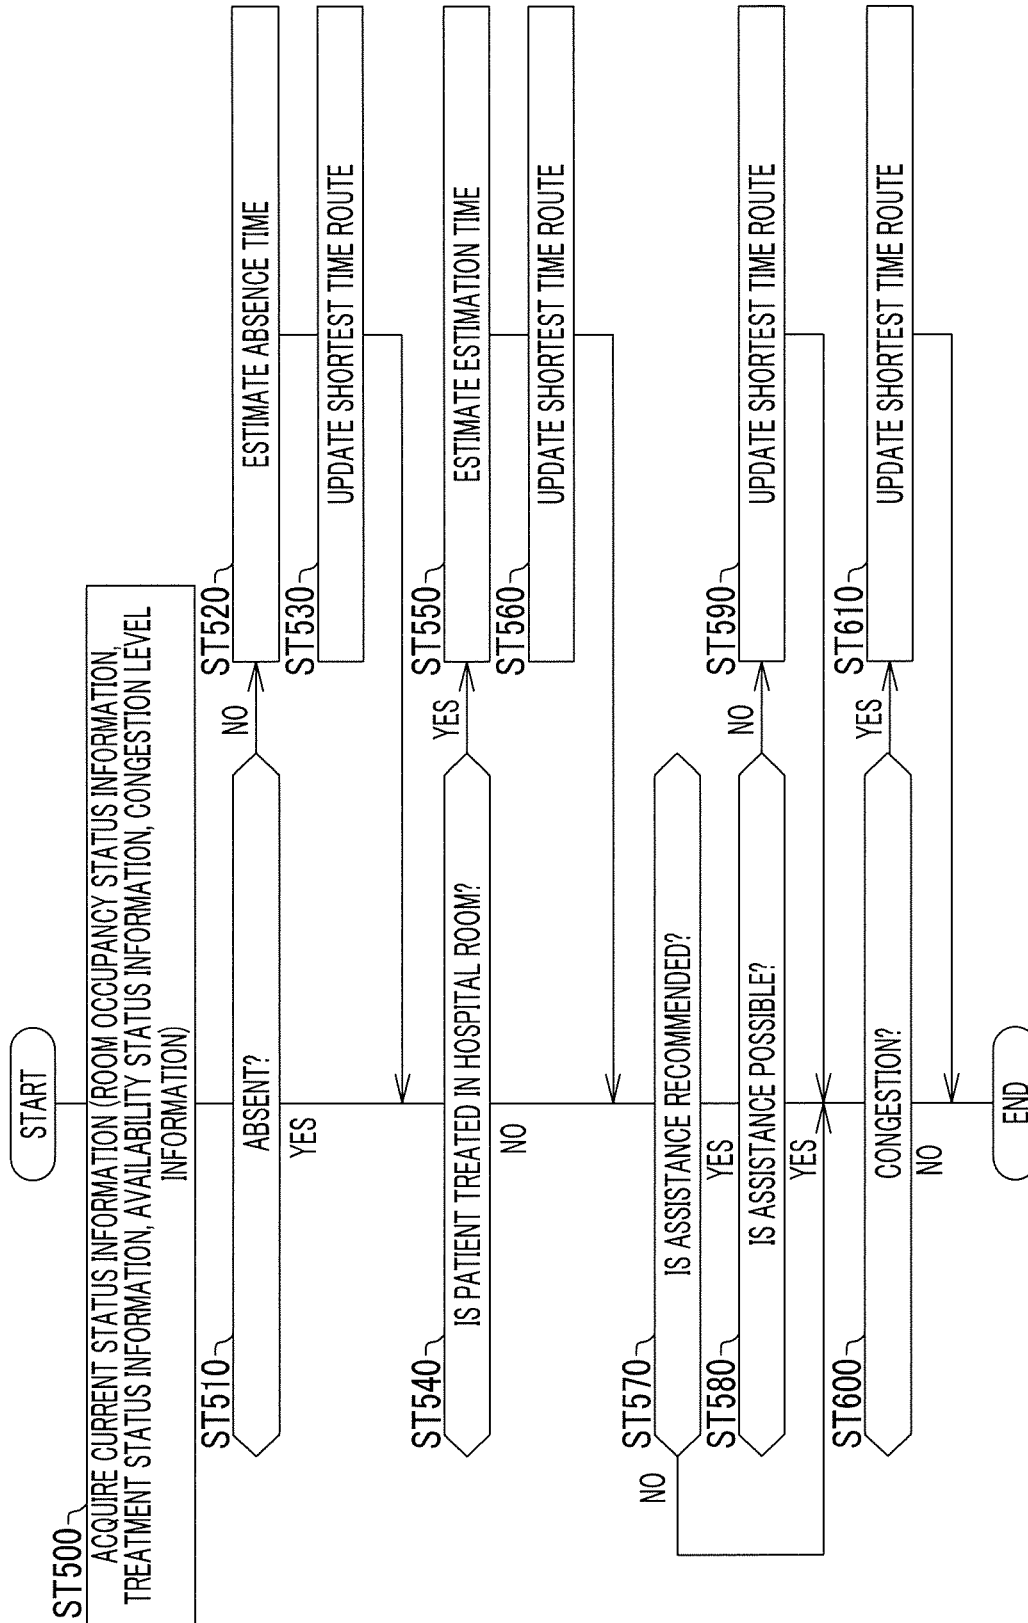 START
ST500
ACQUIRE CURRENT STATUS INFORMATION (ROOM OCCUPANCY STATUS INFORMATION,
TREATMENT STATUS INFORMATION, AVAILABILITY STATUS INFORMATION, CONGESTION LEVEL
INFORMATION)
ST510
ABSENT?
NO
YES
ST520
ESTIMATE ABSENCE TIME
ST530
UPDATE SHORTEST TIME ROUTE
ST540
IS PATIENT TREATED IN HOSPITAL ROOM?
YES
NO
ST550
ESTIMATE ESTIMATION TIME
ST560
UPDATE SHORTEST TIME ROUTE
ST570
IS ASSISTANCE RECOMMENDED?
NO
YES
ST580
IS ASSISTANCE POSSIBLE?
NO
YES
ST590
UPDATE SHORTEST TIME ROUTE
ST600
CONGESTION?
YES
NO
ST610
UPDATE SHORTEST TIME ROUTE
END